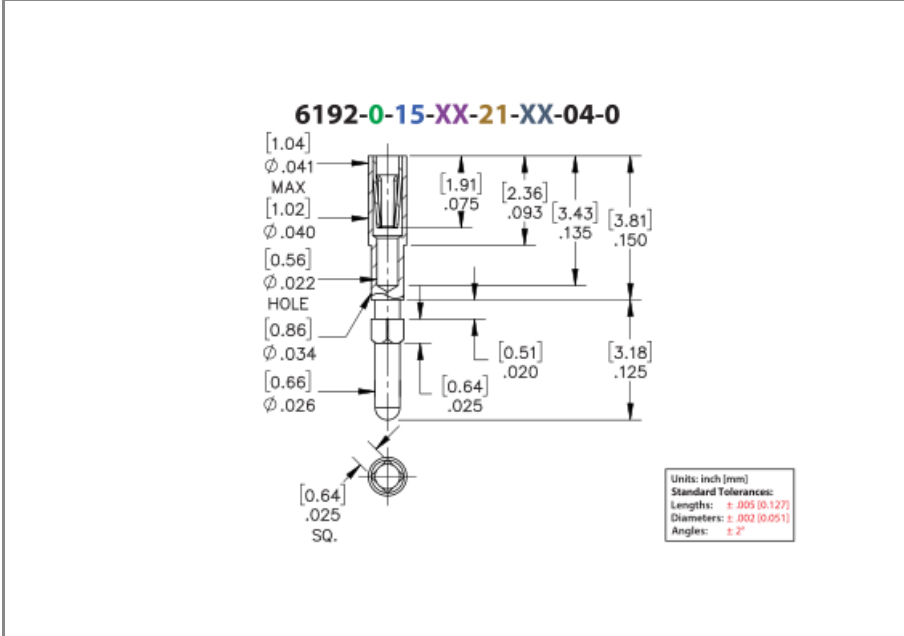 6192-0-15-XX-21-XX-04-0
[1.04]
Ø.041
MAX
[1.02]
Ø.040
[0.56]
Ø.022
HOLE
[0.86]
Ø.034
[0.66]
Ø.026
[1.91]
.075
[2.36]
.093
[3.43]
.135
[3.81]
.150
[0.51]
.020
[0.64]
.025
[3.18]
.125
[0.64]
.025
SQ.
Units: inch [mm]
Standard Tolerances:
Lengths: ± .005 [0.127]
Diameters: ± .002 [0.051]
Angles: ± 2°